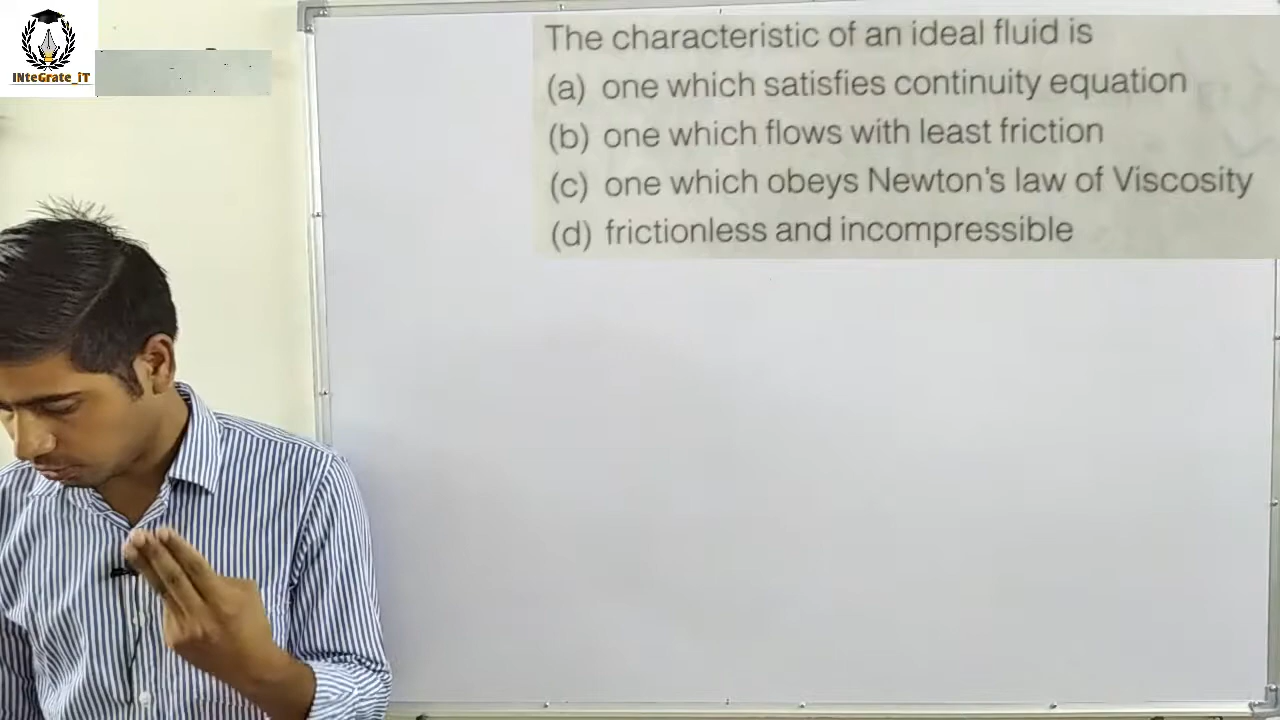 INteGrate_iT
The characteristic of an ideal fluid is
(a) one which satisfies continuity equation
(b) one which flows with least friction
(c) one which obeys Newton's law of Viscosity
(d) frictionless and incompressible